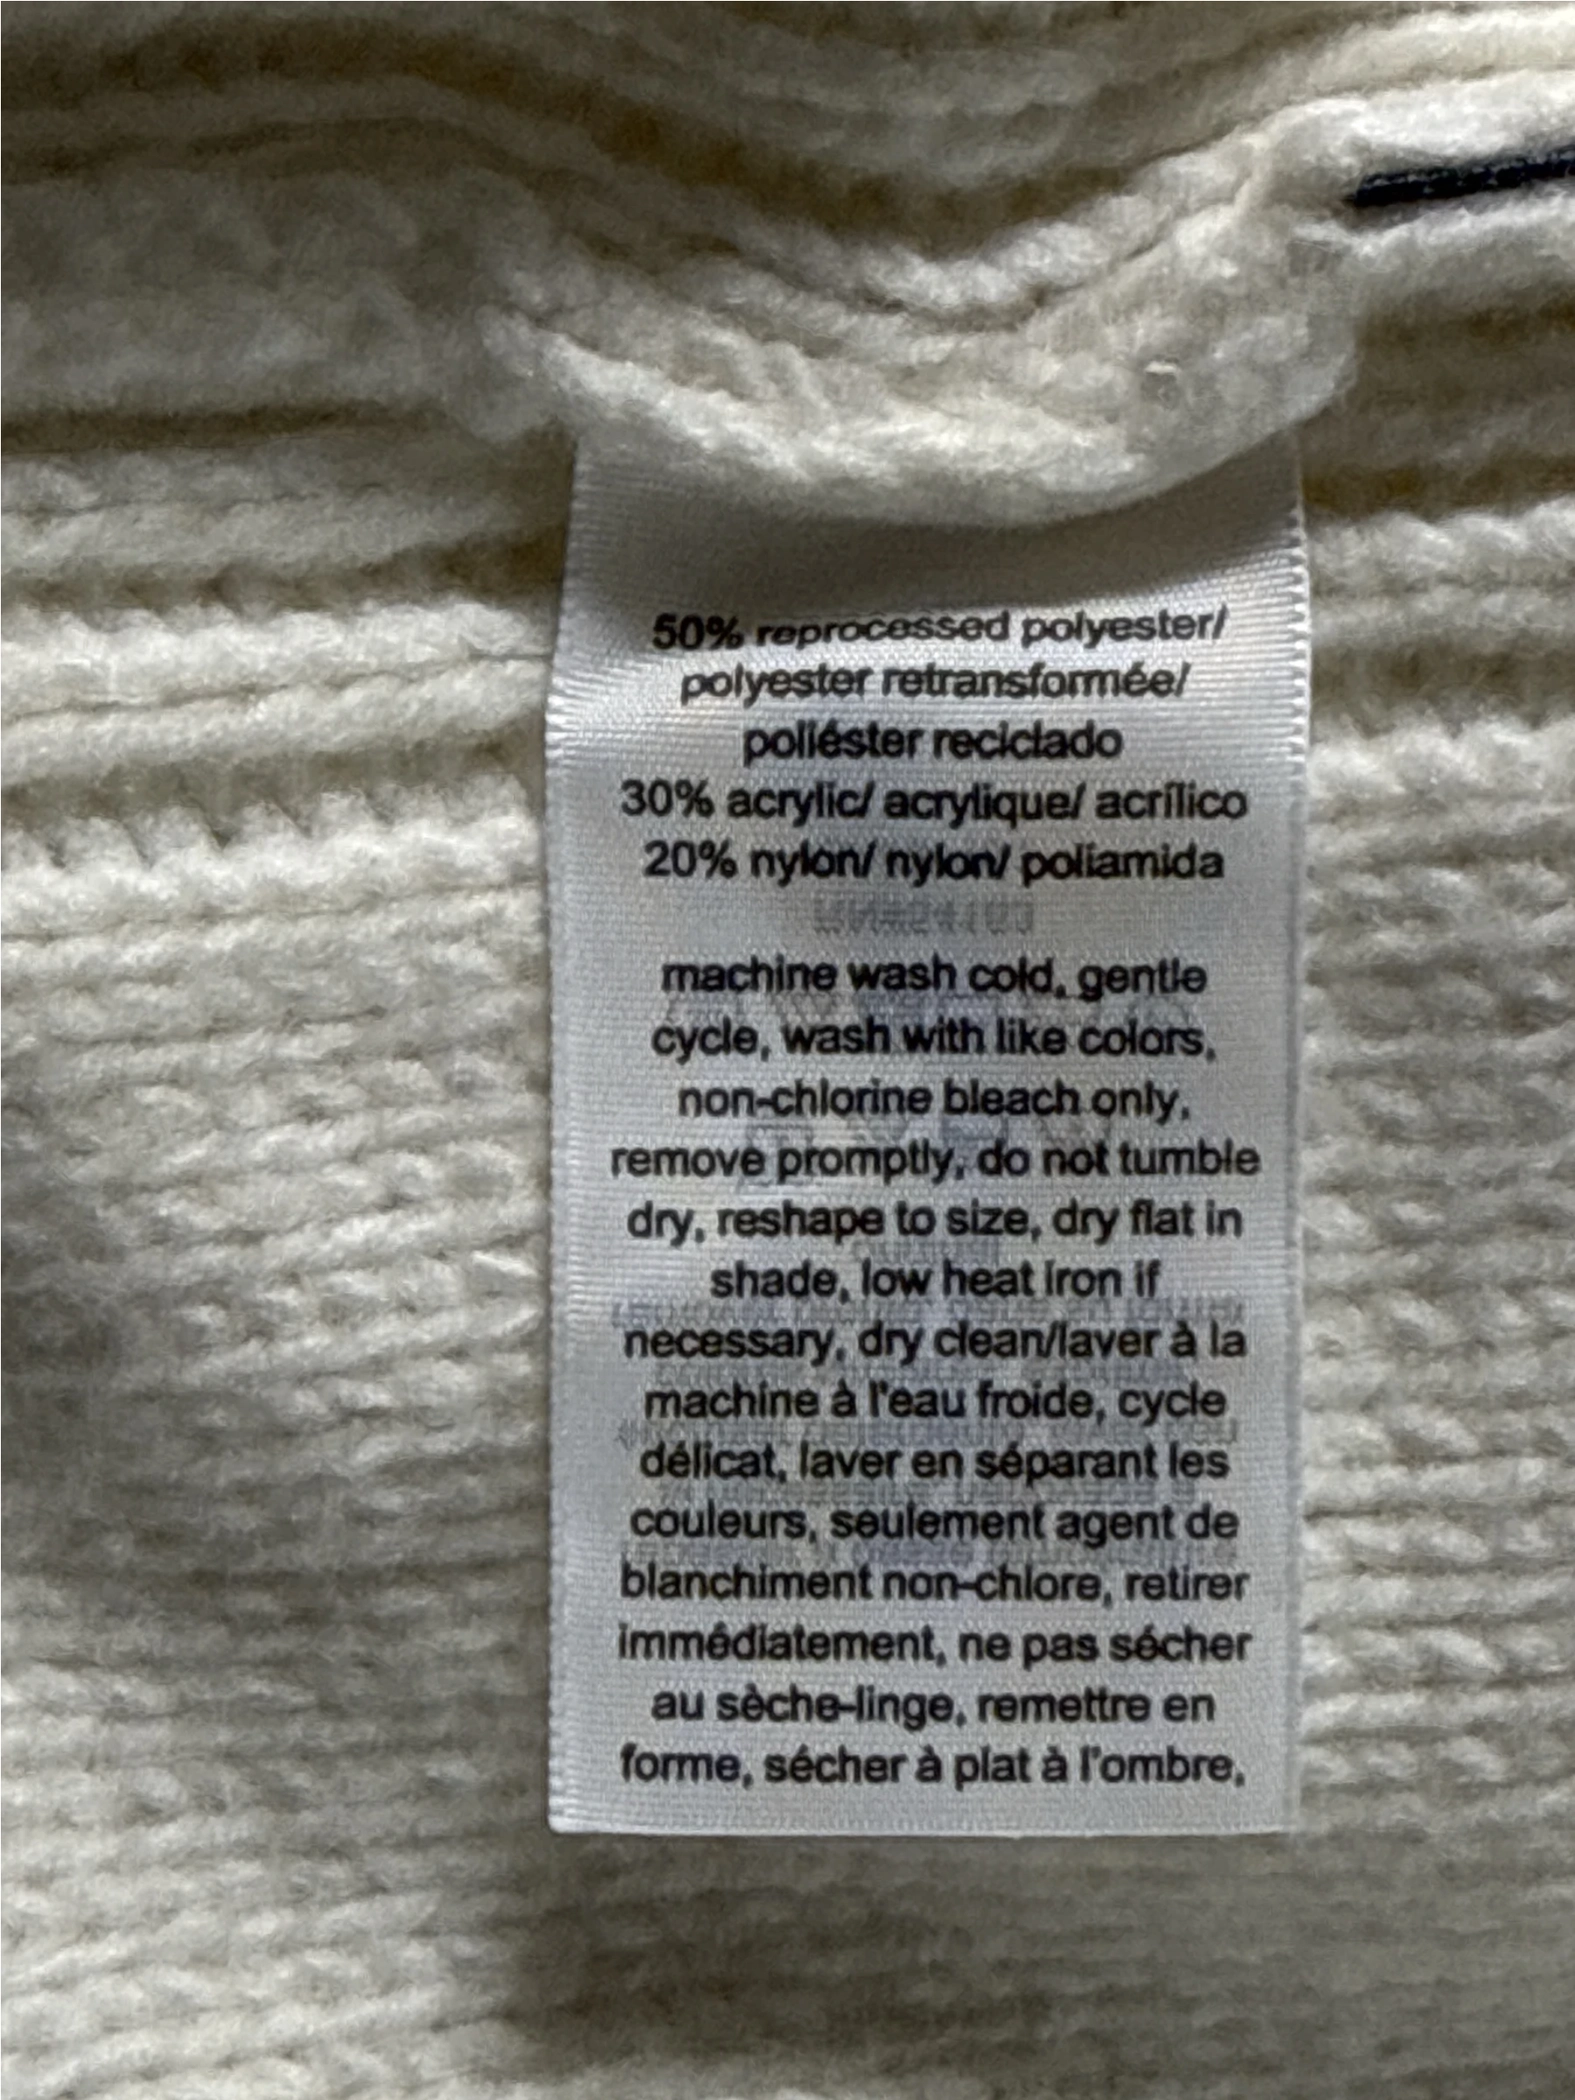 50% reprocessed polyester/
polyester retransformée/
poliéster reciclado
30% acrylic/ acrylique/ acrílico
20% nylon/ nylon/ poliamida
machine wash cold, gentle
cycle, wash with like colors,
non-chlorine bleach only,
remove promptly, do not tumble
dry, reshape to size, dry flat in
shade, low heat iron if
necessary, dry clean/laver à la
machine à l'eau froide, cycle
délicat, laver en séparant les
couleurs, seulement agent de
blanchiment non-chlore, retirer
immédiatement, ne pas sécher
au sèche-linge, remettre en
forme, sécher à plat à l'ombre,